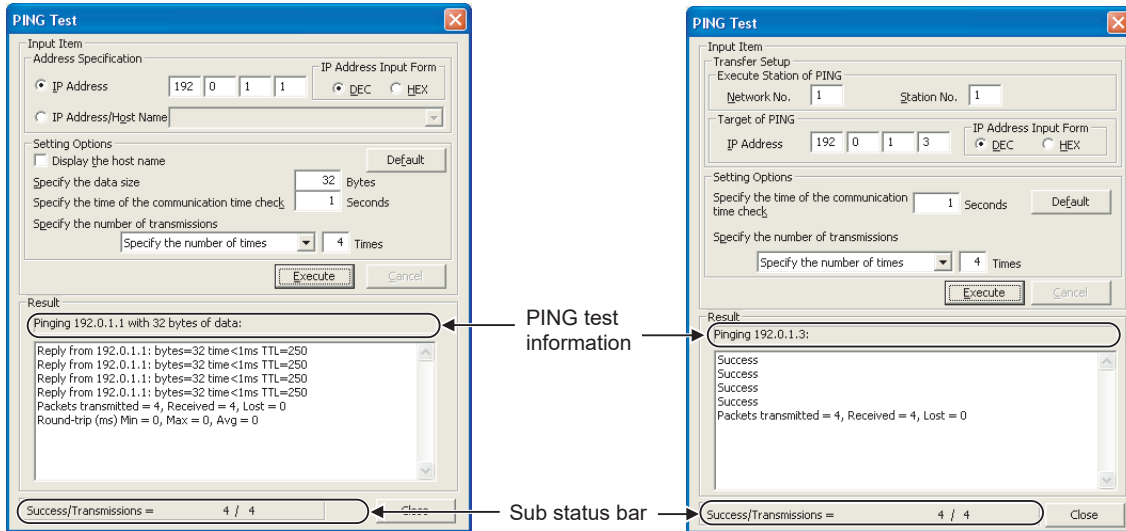 PING Test
Input Item
Address Specification
IP Address 192 0 1 1
IP Address Input Form
DEC HEX
IP Address/Host Name
Setting Options
Display the host name
Default
Specify the data size 32 Bytes
Specify the time of the communication time check 1 Seconds
Specify the number of transmissions
Specify the number of times 4 Times
Execute Cancel
Result
Pinging 192.0.1.1 with 32 bytes of data:
Reply from 192.0.1.1: bytes=32 time<1ms TTL=250
Reply from 192.0.1.1: bytes=32 time<1ms TTL=250
Reply from 192.0.1.1: bytes=32 time<1ms TTL=250
Reply from 192.0.1.1: bytes=32 time<1ms TTL=250
Packets transmitted = 4, Received = 4, Lost = 0
Round-trip (ms) Min = 0, Max = 0, Avg = 0
Success/Transmissions = 4 / 4
Close
PING test
information
Sub status bar
PING Test
Input Item
Transfer Setup
Execute Station of PING
Network No. 1 Station No. 1
Target of PING
IP Address 192 0 1 3
IP Address Input Form
DEC HEX
Setting Options
Specify the time of the communication
time check
1 Seconds
Default
Specify the number of transmissions
Specify the number of times 4 Times
Execute Cancel
Result
Pinging 192.0.1.3:
Success
Success
Success
Success
Packets transmitted = 4, Received = 4, Lost = 0
Success/Transmissions = 4 / 4
Close